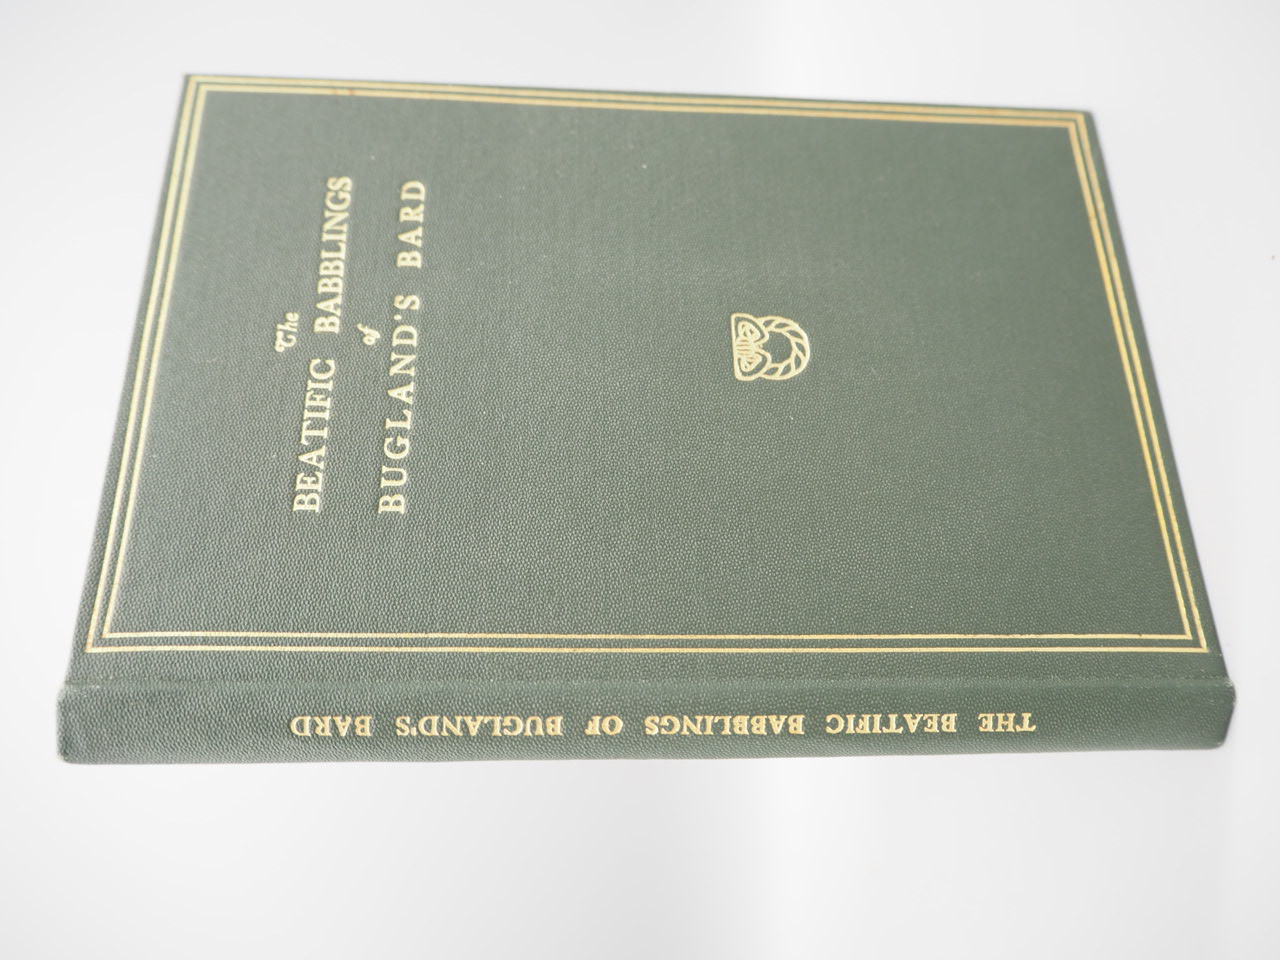 The
BEATIFIC BABBLINGS
of
BUGLAND'S BARD
THE BEATIFIC BABBLINGS OF BUGLAND'S BARD